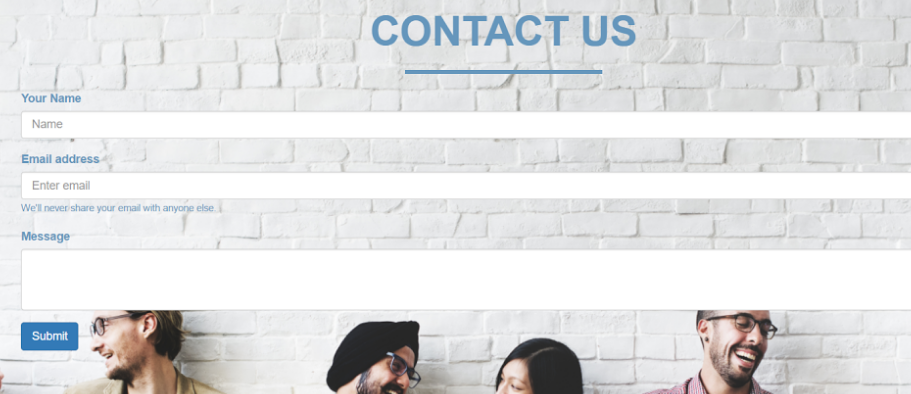 CONTACT US
Your Name
Name
Email address
Enter email
We'll never share your email with anyone else.
Message
Submit